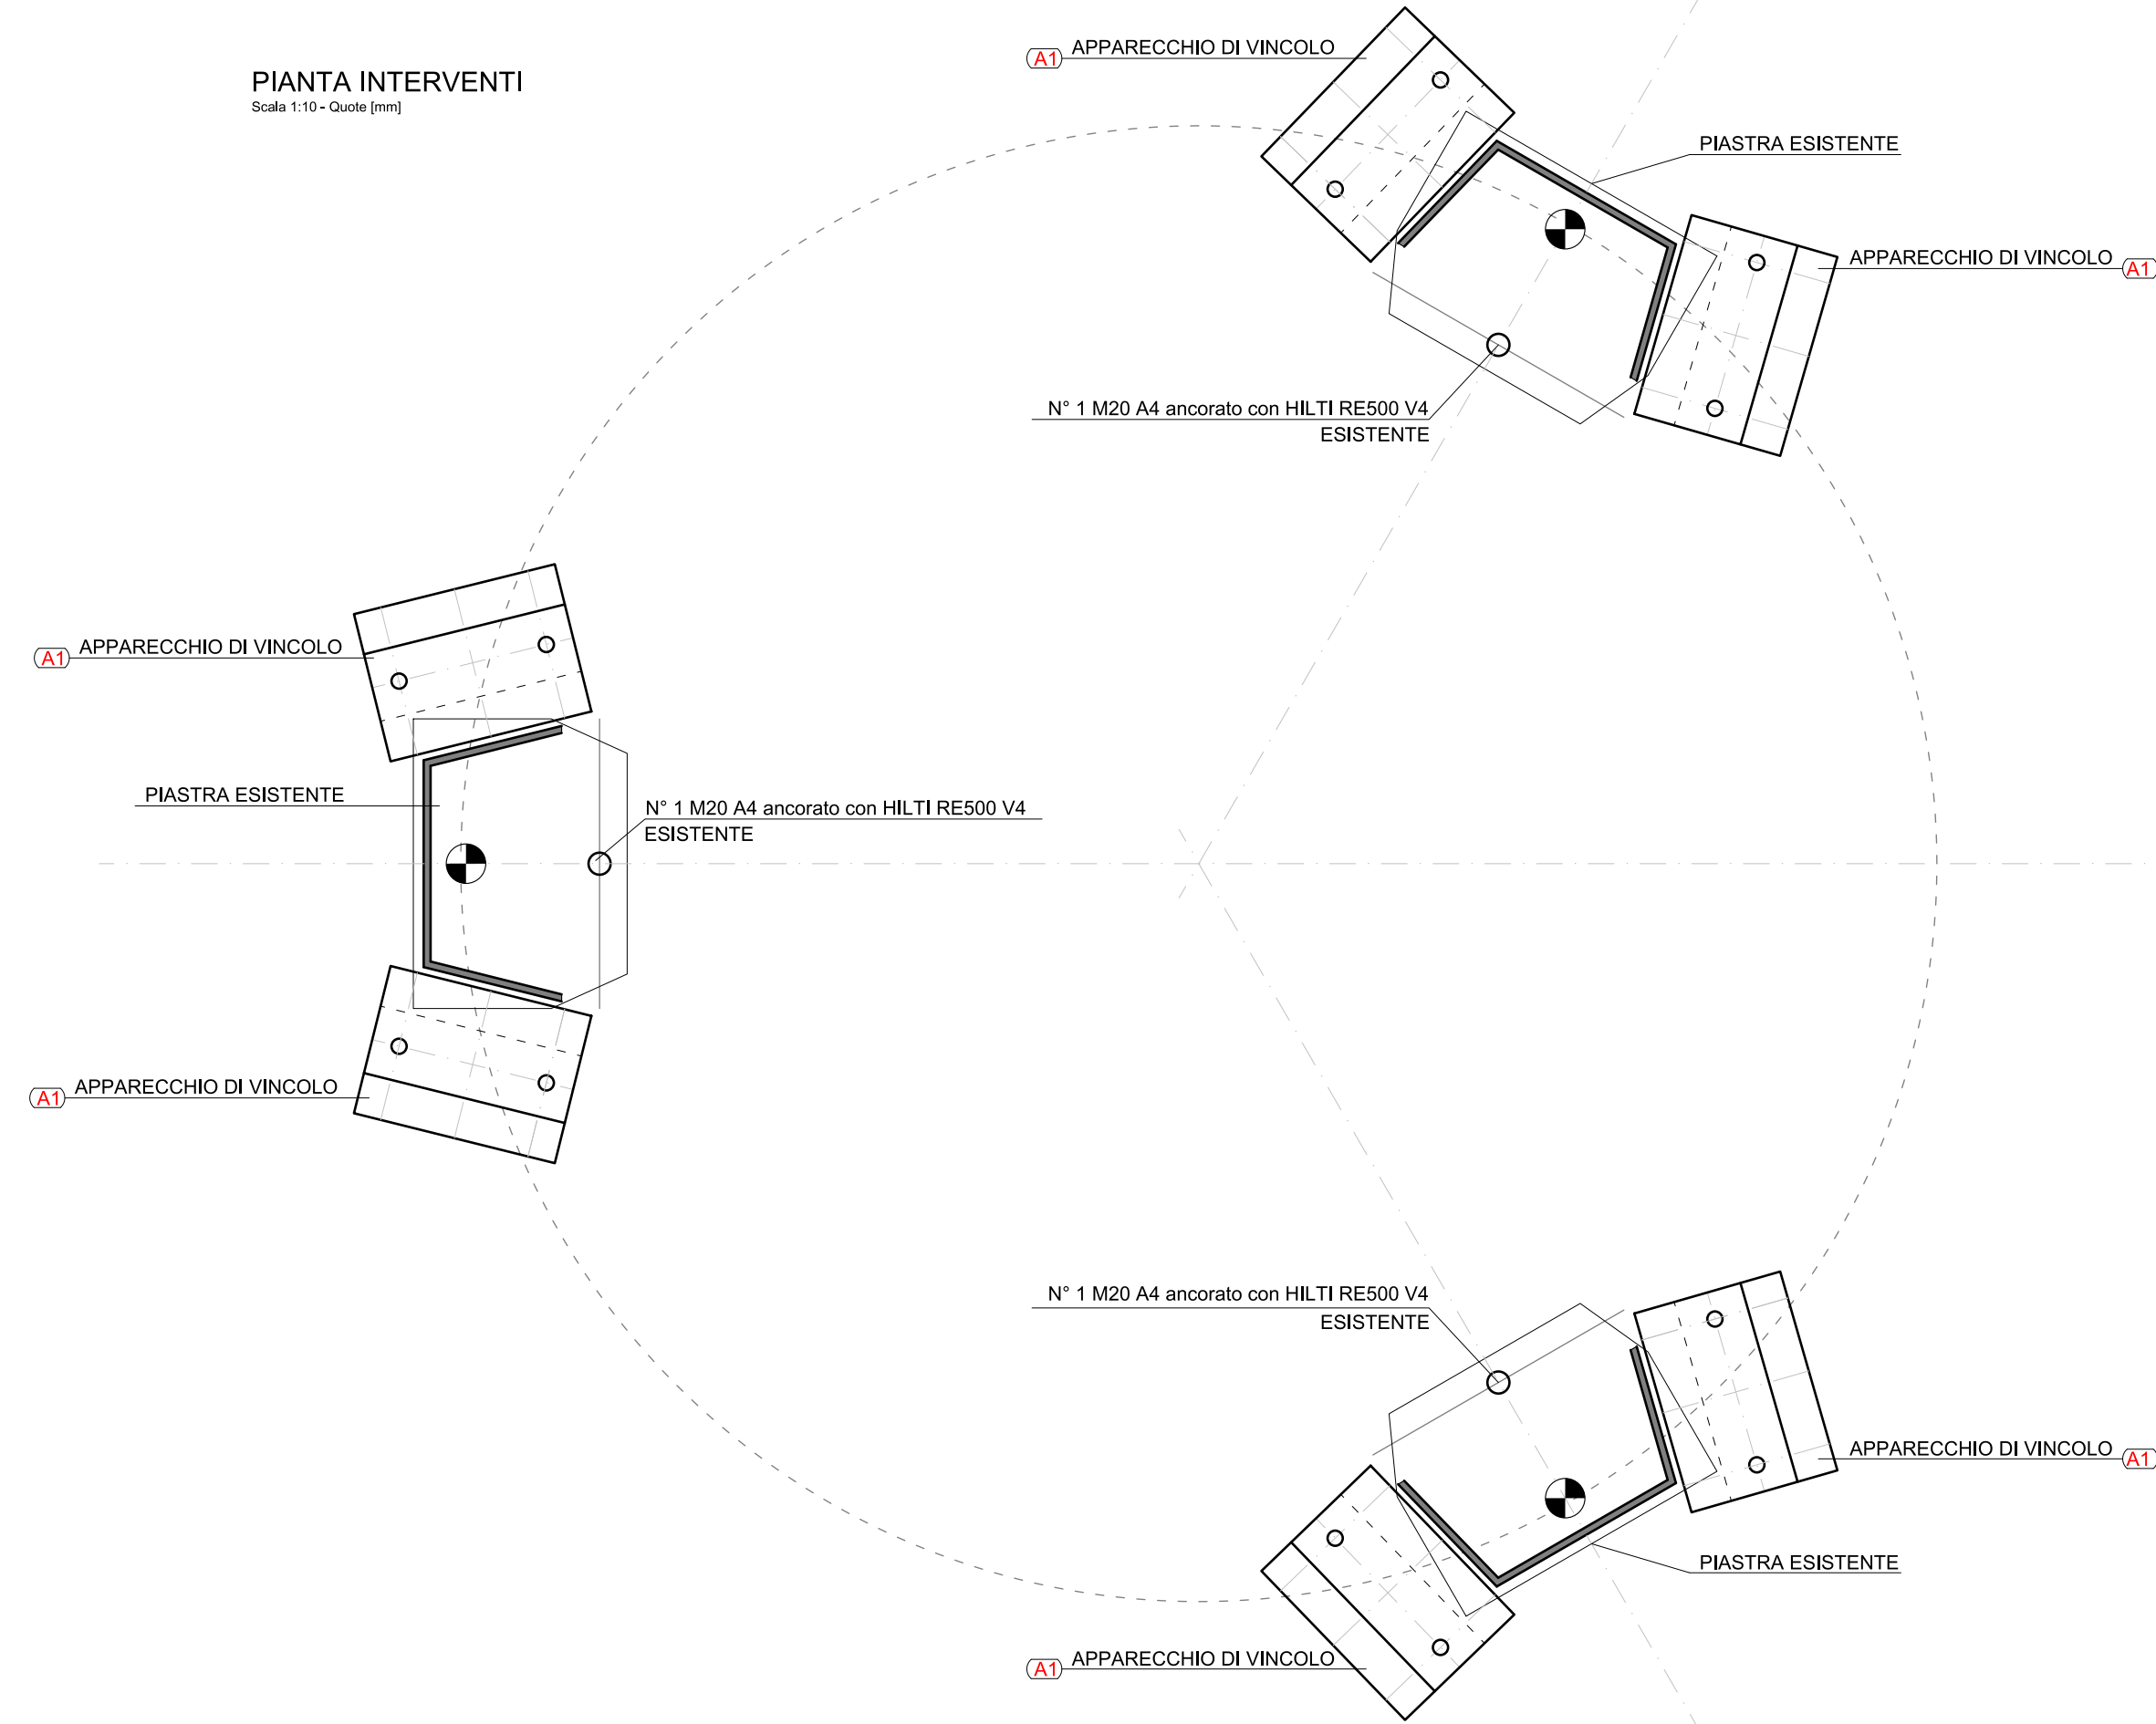 PIANTA INTERVENTI
Scala 1:10 - Quote [mm]
A1 APPARECCHIO DI VINCOLO
PIASTRA ESISTENTE
APPARECCHIO DI VINCOLO A1
N° 1 M20 A4 ancorato con HILTI RE500 V4
ESISTENTE
A1 APPARECCHIO DI VINCOLO
PIASTRA ESISTENTE
N° 1 M20 A4 ancorato con HILTI RE500 V4
ESISTENTE
A1 APPARECCHIO DI VINCOLO
N° 1 M20 A4 ancorato con HILTI RE500 V4
ESISTENTE
APPARECCHIO DI VINCOLO A1
PIASTRA ESISTENTE
A1 APPARECCHIO DI VINCOLO